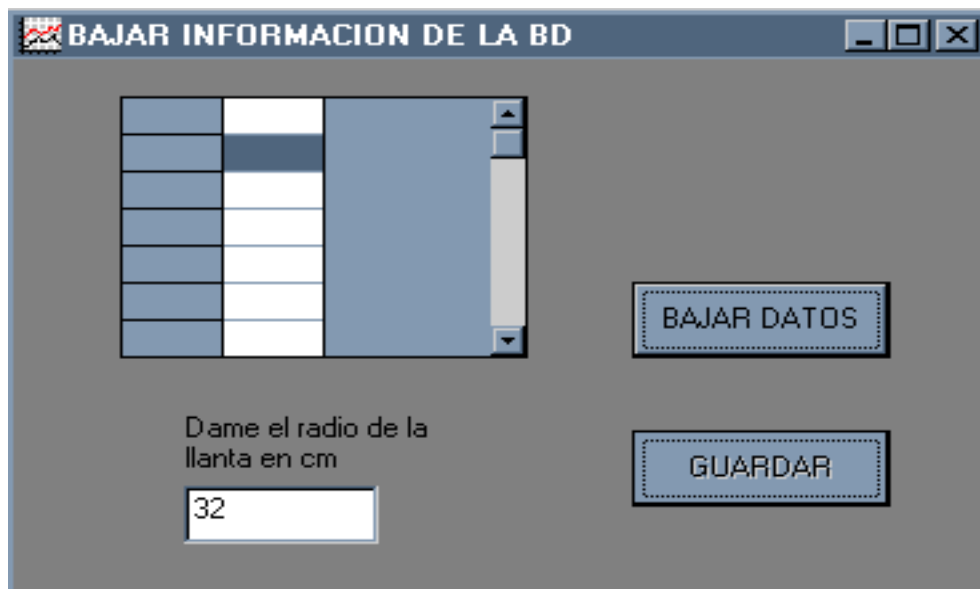 BAJAR INFORMACION DE LA BD
BAJAR DATOS
Dame el radio de la
llanta en cm
32
GUARDAR